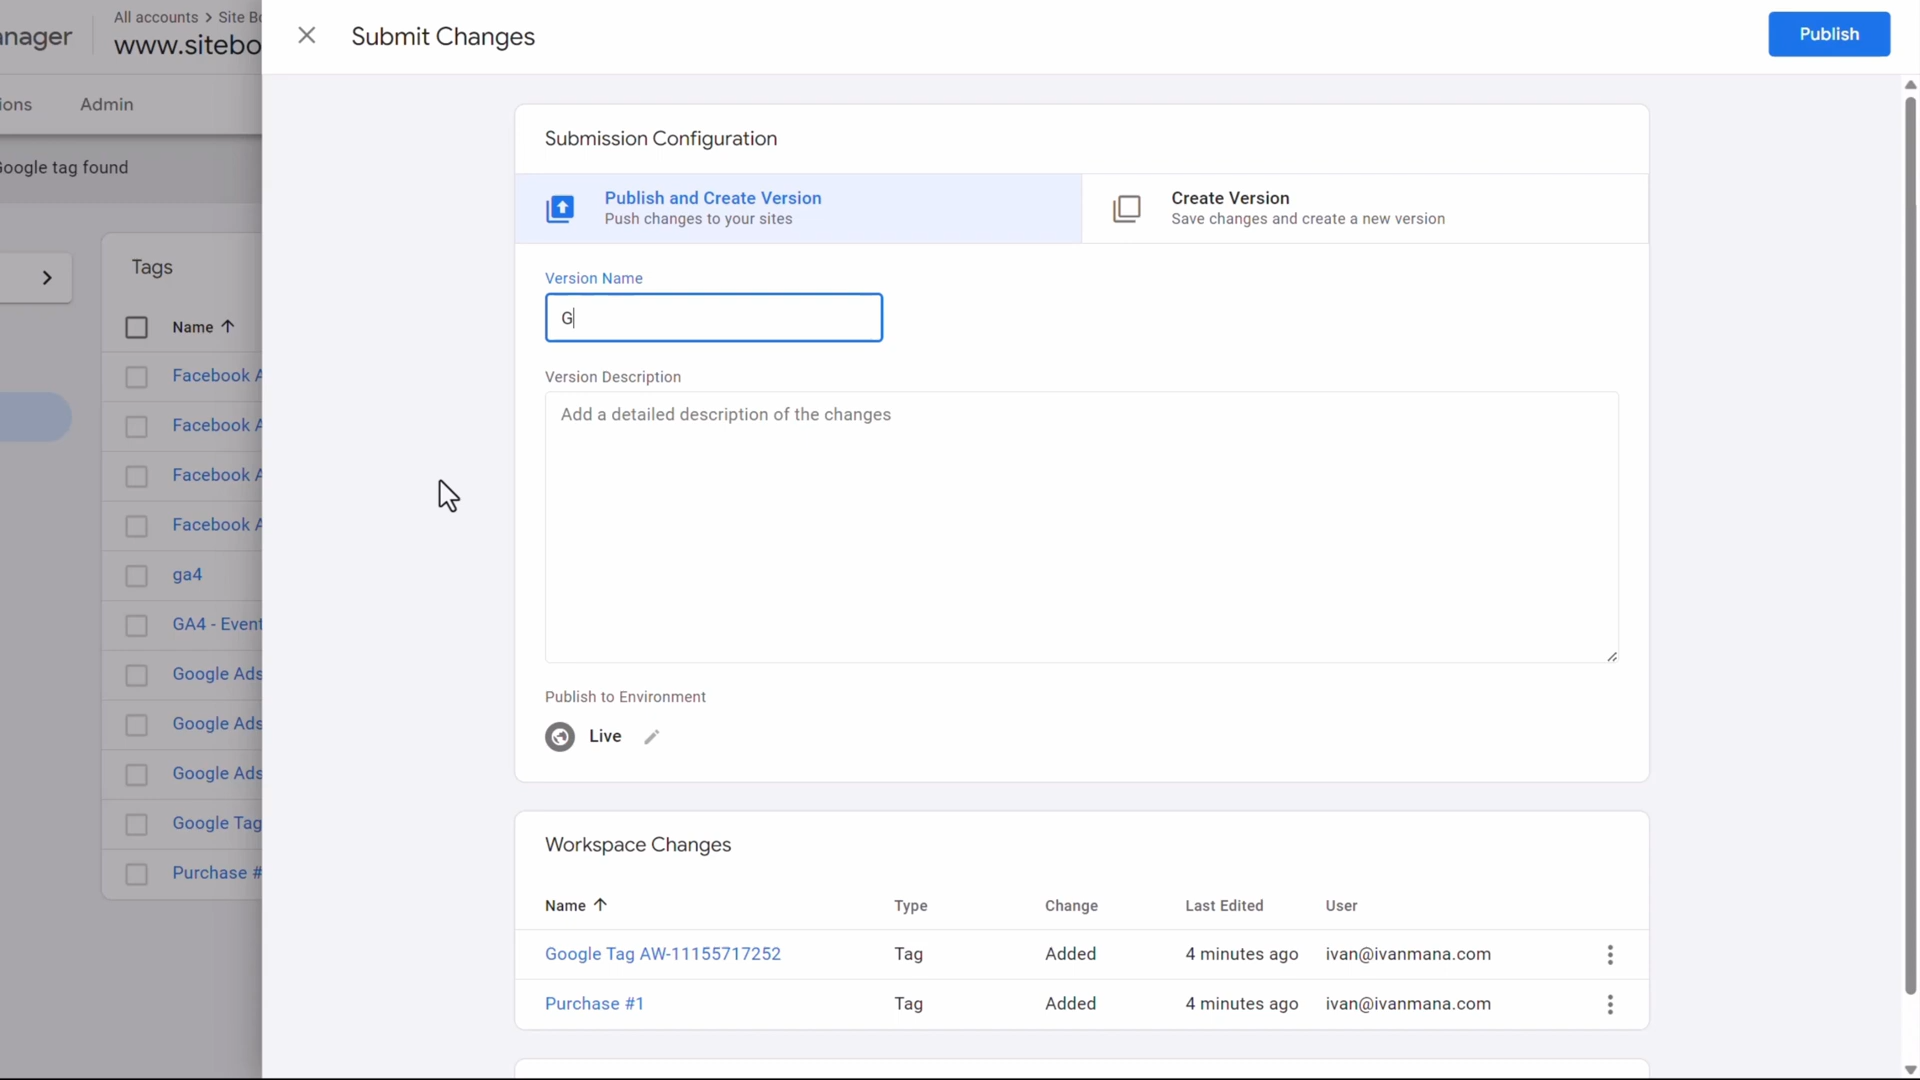 All accounts > Site Bo
nager
www.sitebo
Submit Changes
Publish
ions
Admin
Google tag found
Submission Configuration
Publish and Create Version
Push changes to your sites
Create Version
Save changes and create a new version
Tags
Name
Facebook A
Facebook A
Facebook A
Facebook A
ga4
GA4 - Event
Google Ads
Google Ads
Google Ads
Google Tag
Purchase #
Version Name
G
Version Description
Add a detailed description of the changes
Publish to Environment
Live
Workspace Changes
Name Type Change Last Edited User
Google Tag AW-11155717252 Tag Added 4 minutes ago ivan@ivanmana.com
Purchase #1 Tag Added 4 minutes ago ivan@ivanmana.com